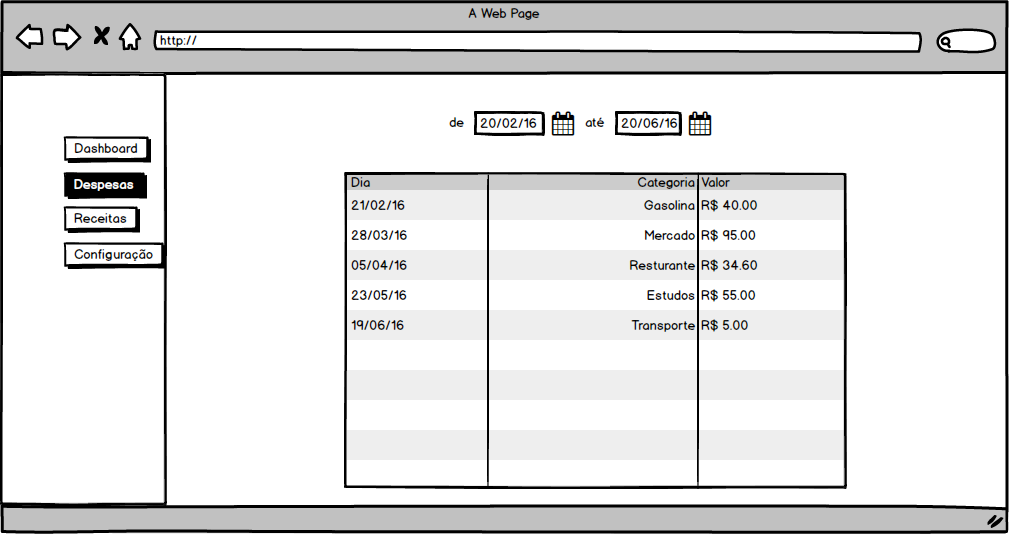 A Web Page
http://
de 20/02/16 até 20/06/16
Dashboard
Despesas
Receitas
Configuração
Dia Categoria Valor
21/02/16 Gasolina R$ 40.00
28/03/16 Mercado R$ 95.00
05/04/16 Resturante R$ 34.60
23/05/16 Estudos R$ 55.00
19/06/16 Transporte R$ 5.00